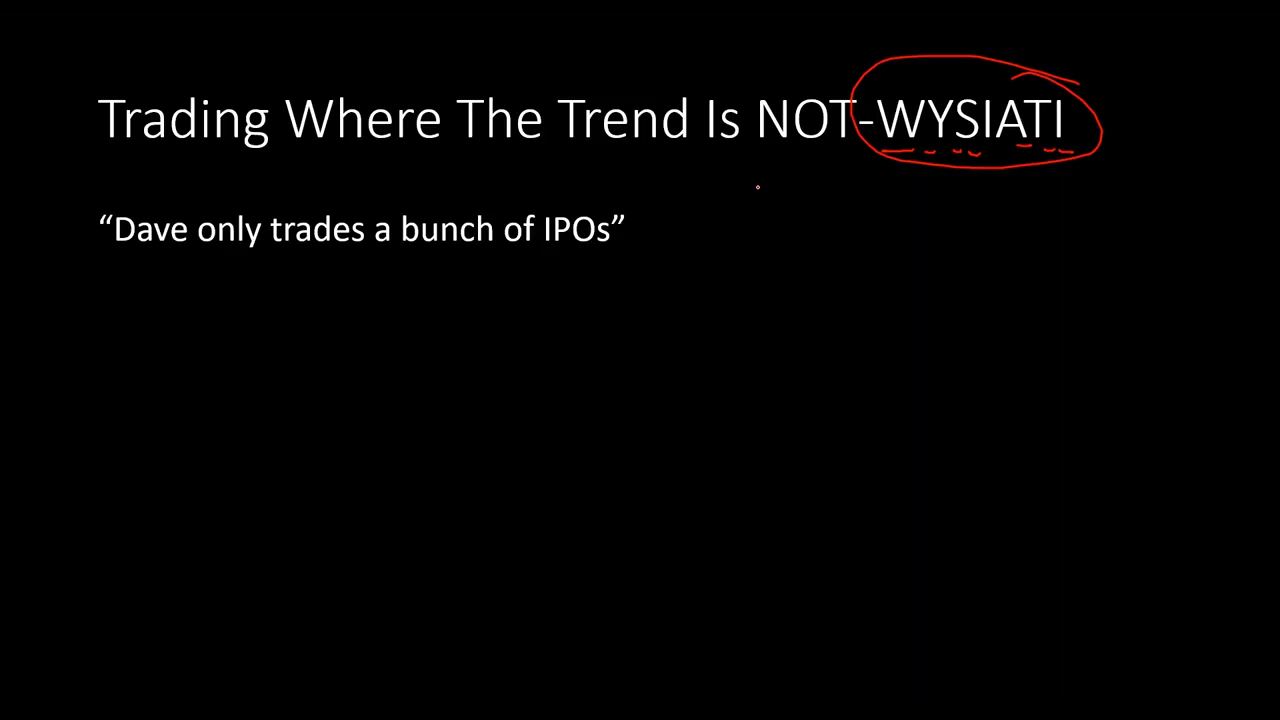 Trading Where The Trend Is NOT-WYSIATI
“Dave only trades a bunch of IPOs”